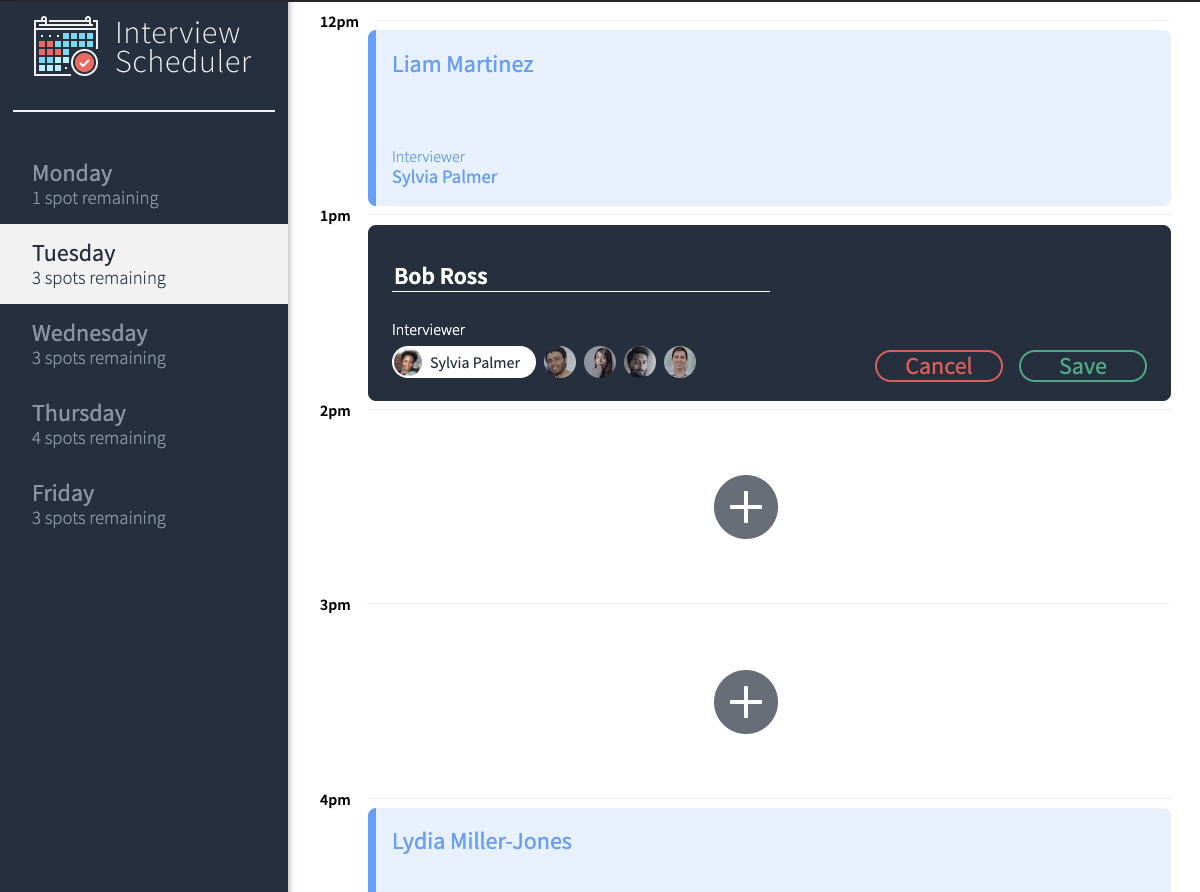 Interview
Scheduler
Monday
1 spot remaining
Tuesday
3 spots remaining
Wednesday
3 spots remaining
Thursday
4 spots remaining
Friday
3 spots remaining
12pm
Liam Martinez
Interviewer
Sylvia Palmer
1pm
Bob Ross
Interviewer
Sylvia Palmer
Cancel
Save
2pm
3pm
4pm
Lydia Miller-Jones